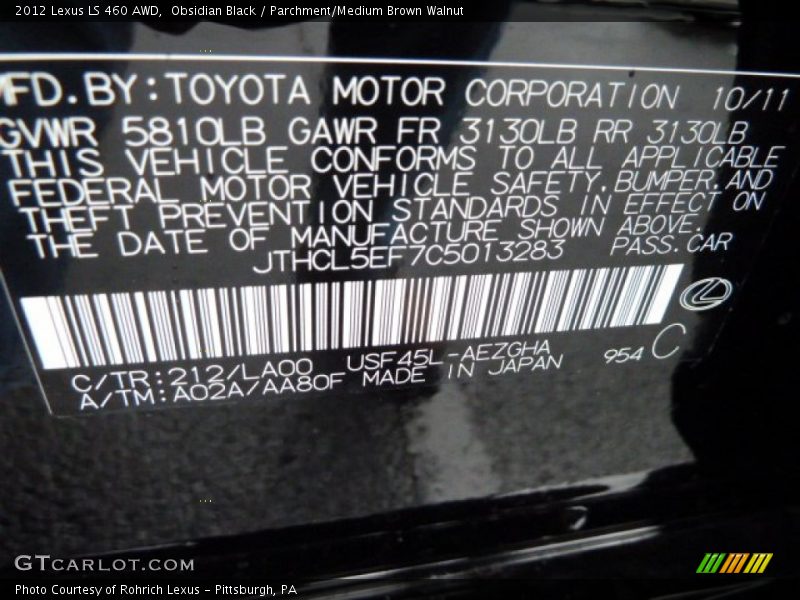 2012 Lexus LS 460 AWD, Obsidian Black / Parchment/Medium Brown Walnut
MFD.BY:TOYOTA MOTOR CORPORATION 10/11
GVWR 5810LB GAWR FR 3130LB RR 3130LB
THIS VEHICLE CONFORMS TO ALL APPLICABLE
FEDERAL MOTOR VEHICLE SAFETY, BUMPER, AND
THEFT PREVENTION STANDARDS IN EFFECT ON
THE DATE OF MANUFACTURE SHOWN ABOVE.
JTHCL5EF7C5013283 PASS.CAR
C/TR:212/LA00 USF45L-AEZGHA 954 C
A/TM:A02A/AA80F MADE IN JAPAN
GTCARLOT.COM
Photo Courtesy of Rohrich Lexus - Pittsburgh, PA